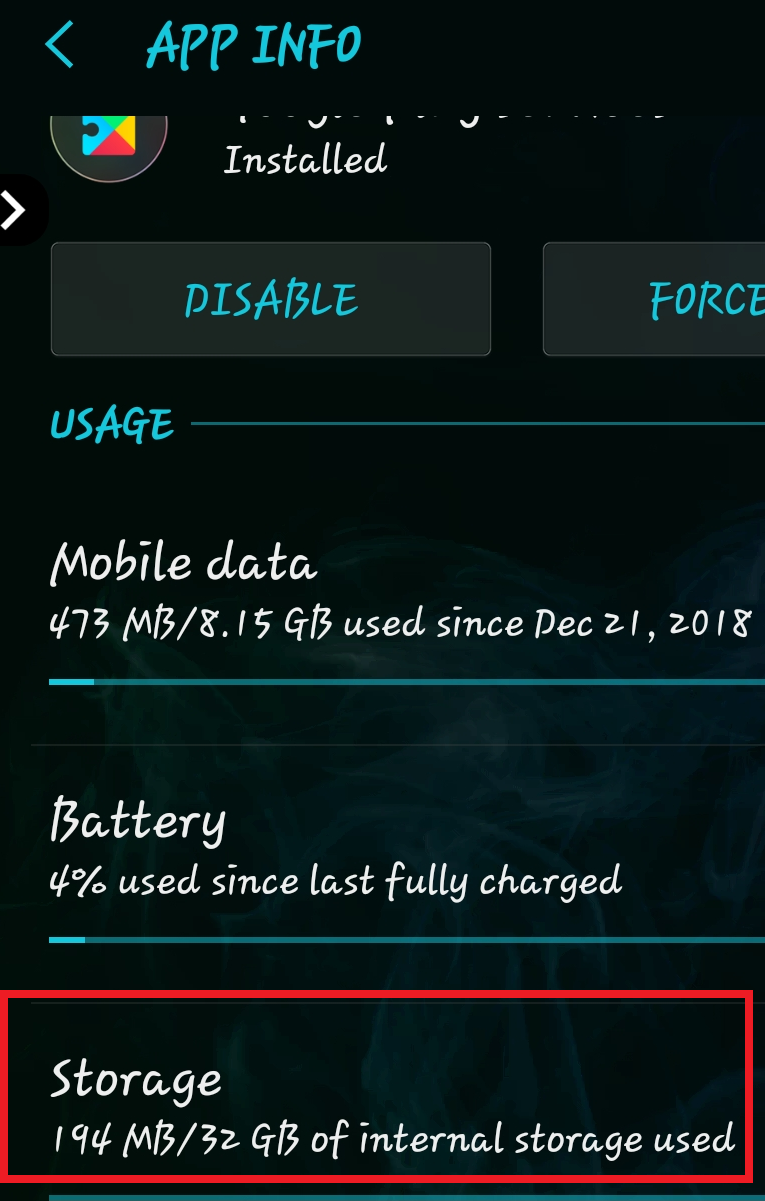 APP INFO
Installed
DISABLE
FORCE
USAGE
Mobile data
473 MB/8.15 GB used since Dec 21, 2018
Battery
4% used since last fully charged
Storage
194 MB/32 GB of internal storage used